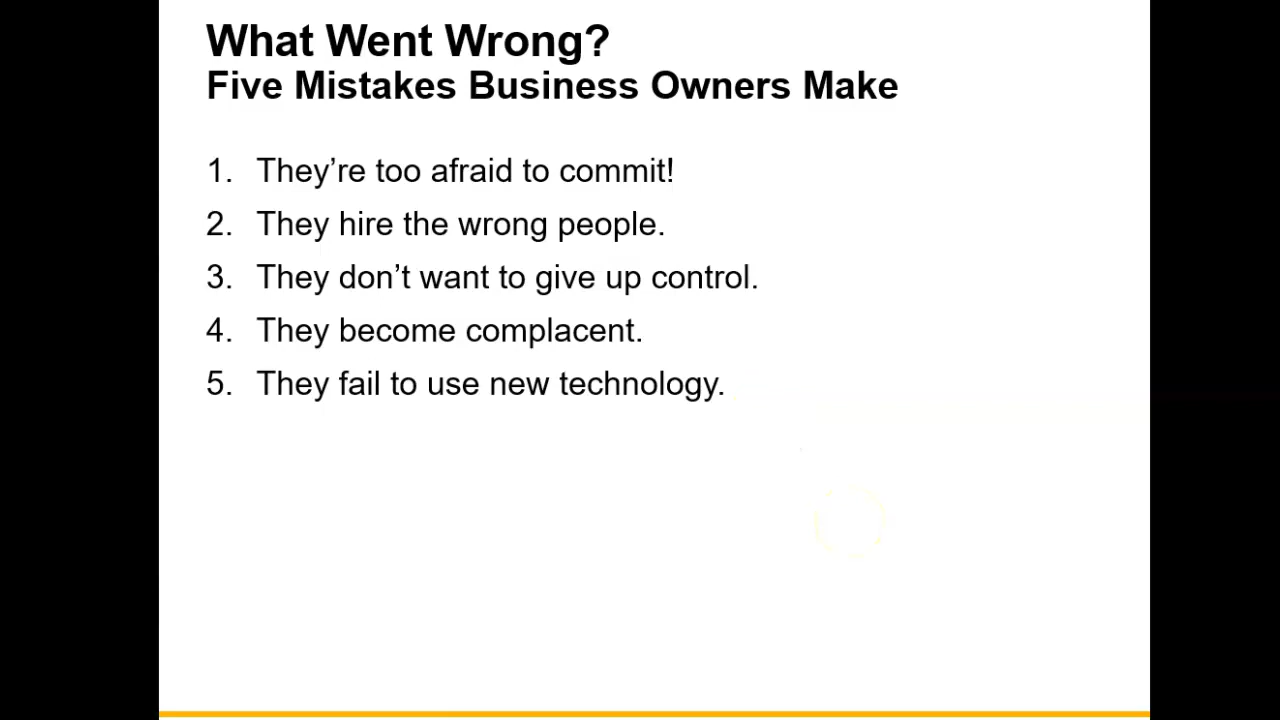 What Went Wrong?
Five Mistakes Business Owners Make
1. They’re too afraid to commit!
2. They hire the wrong people.
3. They don’t want to give up control.
4. They become complacent.
5. They fail to use new technology.